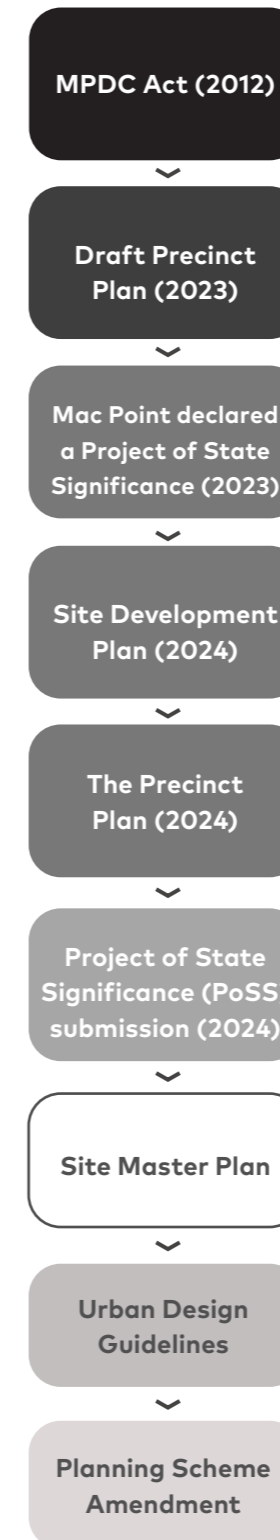 MPDC Act (2012)
Draft Precinct
Plan (2023)
Mac Point declared
a Project of State
Significance (2023)
Site Development
Plan (2024)
The Precinct
Plan (2024)
Project of State
Significance (PoSS
submission (2024)
Site Master Plan
Urban Design
Guidelines
Planning Scheme
Amendment